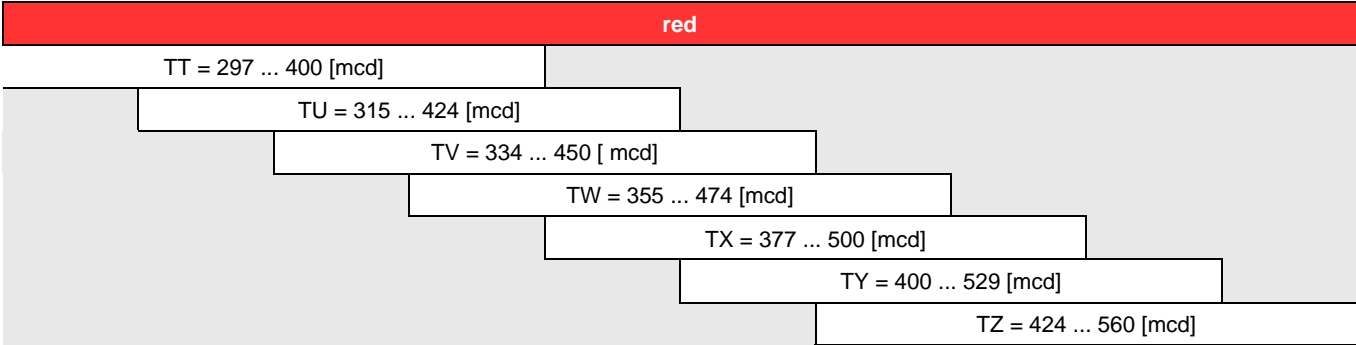 red
TT = 297 ... 400 [mcd]
TU = 315 ... 424 [mcd]
TV = 334 ... 450 [ mcd]
TW = 355 ... 474 [mcd]
TX = 377 ... 500 [mcd]
TY = 400 ... 529 [mcd]
TZ = 424 ... 560 [mcd]